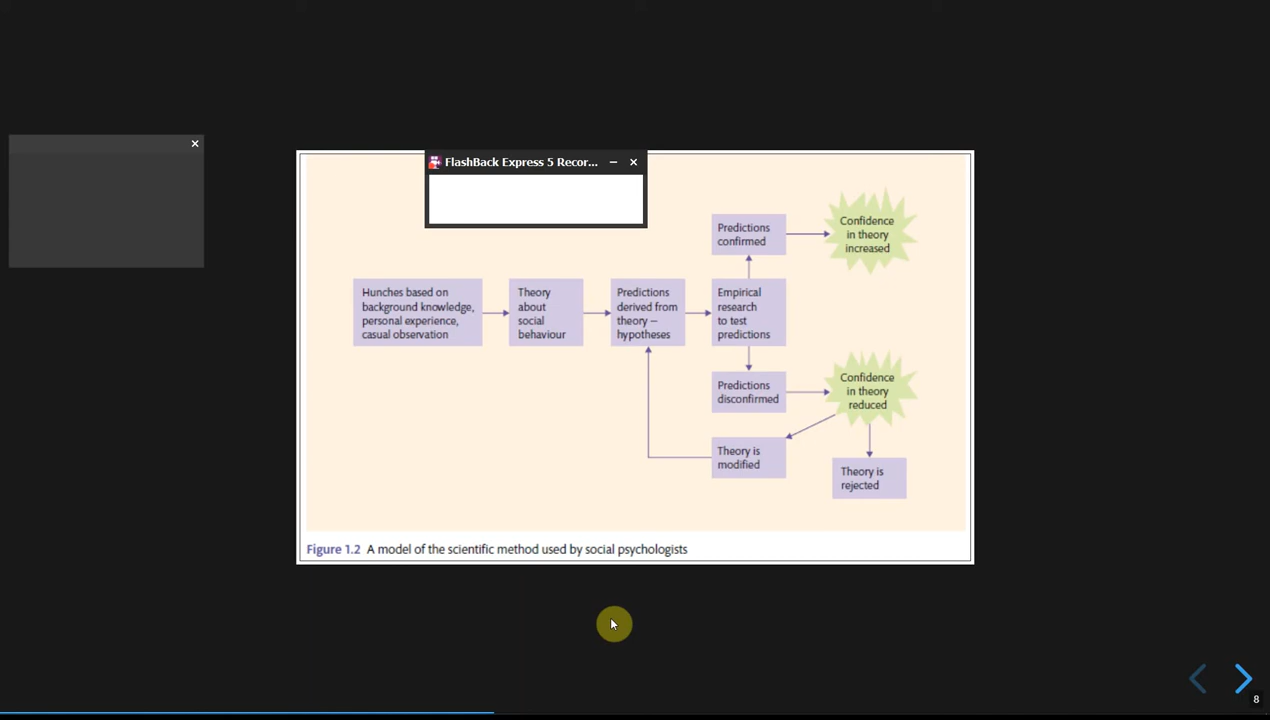 FlashBack Express 5 Recor...
Predictions
confirmed
Confidence
in theory
increased
Hunches based on
background knowledge,
personal experience,
casual observation
Theory
about
social
behaviour
Predictions
derived from
theory –
hypotheses
Empirical
research
to test
predictions
Predictions
disconfirmed
Confidence
in theory
reduced
Theory is
modified
Theory is
rejected
Figure 1.2 A model of the scientific method used by social psychologists
8